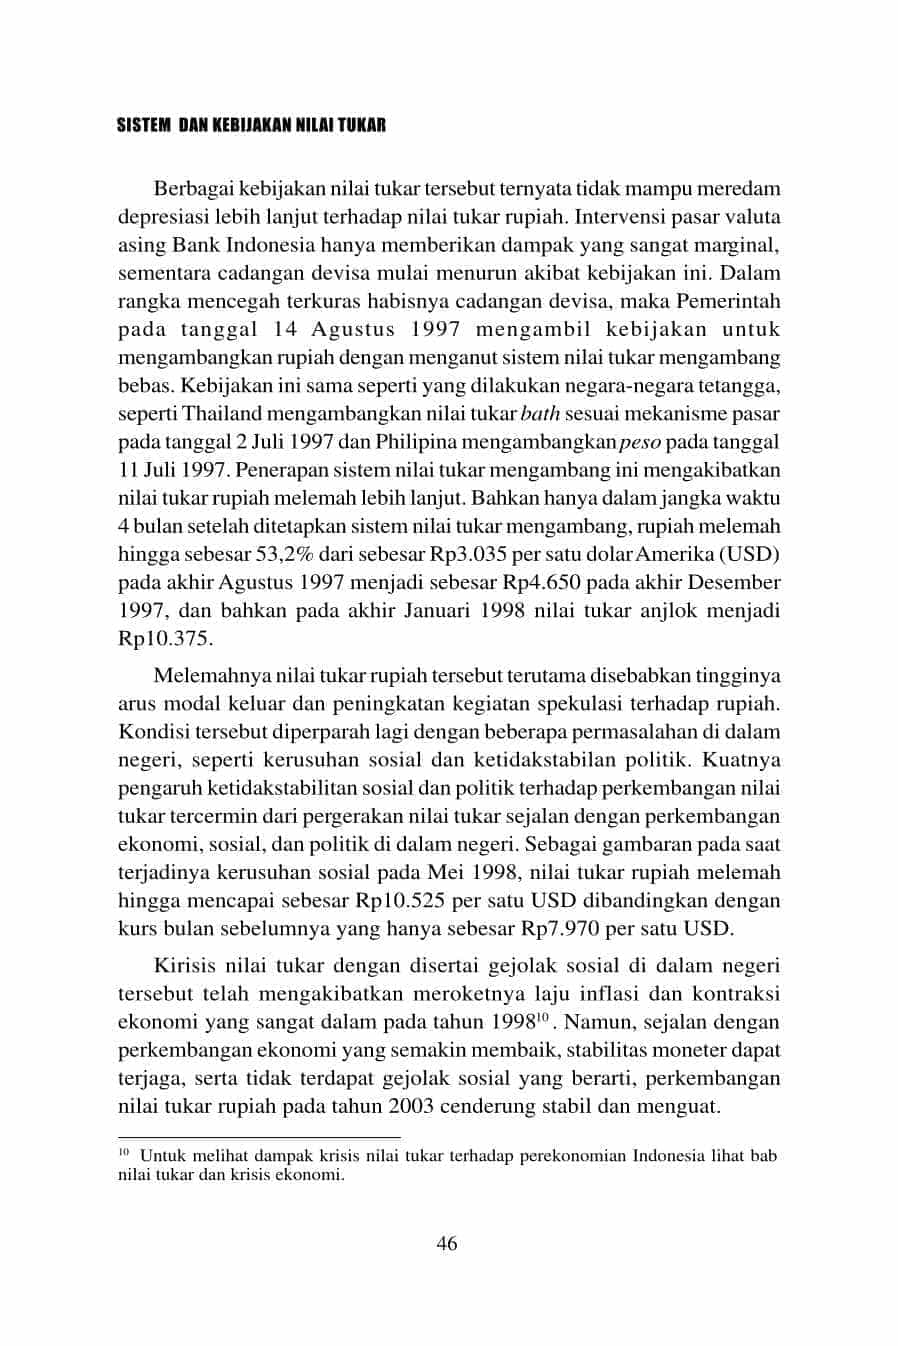 SISTEM DAN KEBIJAKAN NILAI TUKAR
Berbagai kebijakan nilai tukar tersebut ternyata tidak mampu meredam
depresiasi lebih lanjut terhadap nilai tukar rupiah. Intervensi pasar valuta
asing Bank Indonesia hanya memberikan dampak yang sangat marginal,
sementara cadangan devisa mulai menurun akibat kebijakan ini. Dalam
rangka mencegah terkuras habisnya cadangan devisa, maka Pemerintah
pada tanggal 14 Agustus 1997 mengambil kebijakan untuk
mengambangkan rupiah dengan menganut sistem nilai tukar mengambang
bebas. Kebijakan ini sama seperti yang dilakukan negara-negara tetangga,
seperti Thailand mengambangkan nilai tukar bath sesuai mekanisme pasar
pada tanggal 2 Juli 1997 dan Philipina mengambangkan peso pada tanggal
11 Juli 1997. Penerapan sistem nilai tukar mengambang ini mengakibatkan
nilai tukar rupiah melemah lebih lanjut. Bahkan hanya dalam jangka waktu
4 bulan setelah ditetapkan sistem nilai tukar mengambang, rupiah melemah
hingga sebesar 53,2% dari sebesar Rp3.035 per satu dolar Amerika (USD)
pada akhir Agustus 1997 menjadi sebesar Rp4.650 pada akhir Desember
1997, dan bahkan pada akhir Januari 1998 nilai tukar anjlok menjadi
Rp10.375.
Melemahnya nilai tukar rupiah tersebut terutama disebabkan tingginya
arus modal keluar dan peningkatan kegiatan spekulasi terhadap rupiah.
Kondisi tersebut diperparah lagi dengan beberapa permasalahan di dalam
negeri, seperti kerusuhan sosial dan ketidakstabilan politik. Kuatnya
pengaruh ketidakstabilitan sosial dan politik terhadap perkembangan nilai
tukar tercermin dari pergerakan nilai tukar sejalan dengan perkembangan
ekonomi, sosial, dan politik di dalam negeri. Sebagai gambaran pada saat
terjadinya kerusuhan sosial pada Mei 1998, nilai tukar rupiah melemah
hingga mencapai sebesar Rp10.525 per satu USD dibandingkan dengan
kurs bulan sebelumnya yang hanya sebesar Rp7.970 per satu USD.
Kirisis nilai tukar dengan disertai gejolak sosial di dalam negeri
tersebut telah mengakibatkan meroketnya laju inflasi dan kontraksi
ekonomi yang sangat dalam pada tahun 1998¹⁰. Namun, sejalan dengan
perkembangan ekonomi yang semakin membaik, stabilitas moneter dapat
terjaga, serta tidak terdapat gejolak sosial yang berarti, perkembangan
nilai tukar rupiah pada tahun 2003 cenderung stabil dan menguat.
¹⁰ Untuk melihat dampak krisis nilai tukar terhadap perekonomian Indonesia lihat bab
nilai tukar dan krisis ekonomi.
46